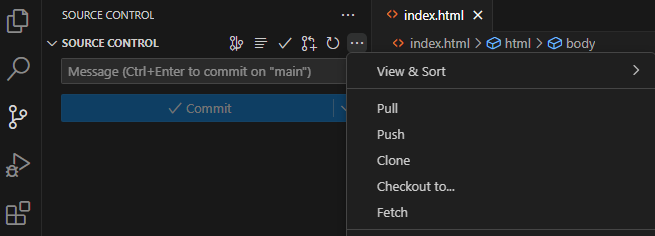 SOURCE CONTROL
index.html
SOURCE CONTROL
index.html > html > body
Message (Ctrl+Enter to commit on "main")
Commit
View & Sort
Pull
Push
Clone
Checkout to...
Fetch